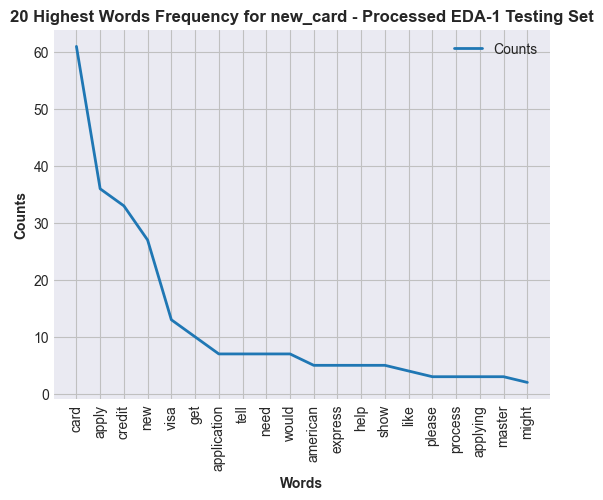 20 Highest Words Frequency for new_card - Processed EDA-1 Testing Set
Counts
60
50
40
30
20
10
0
Counts
card
apply
credit
new
visa
get
application
tell
need
would
american
express
help
show
like
please
process
applying
master
might
Words